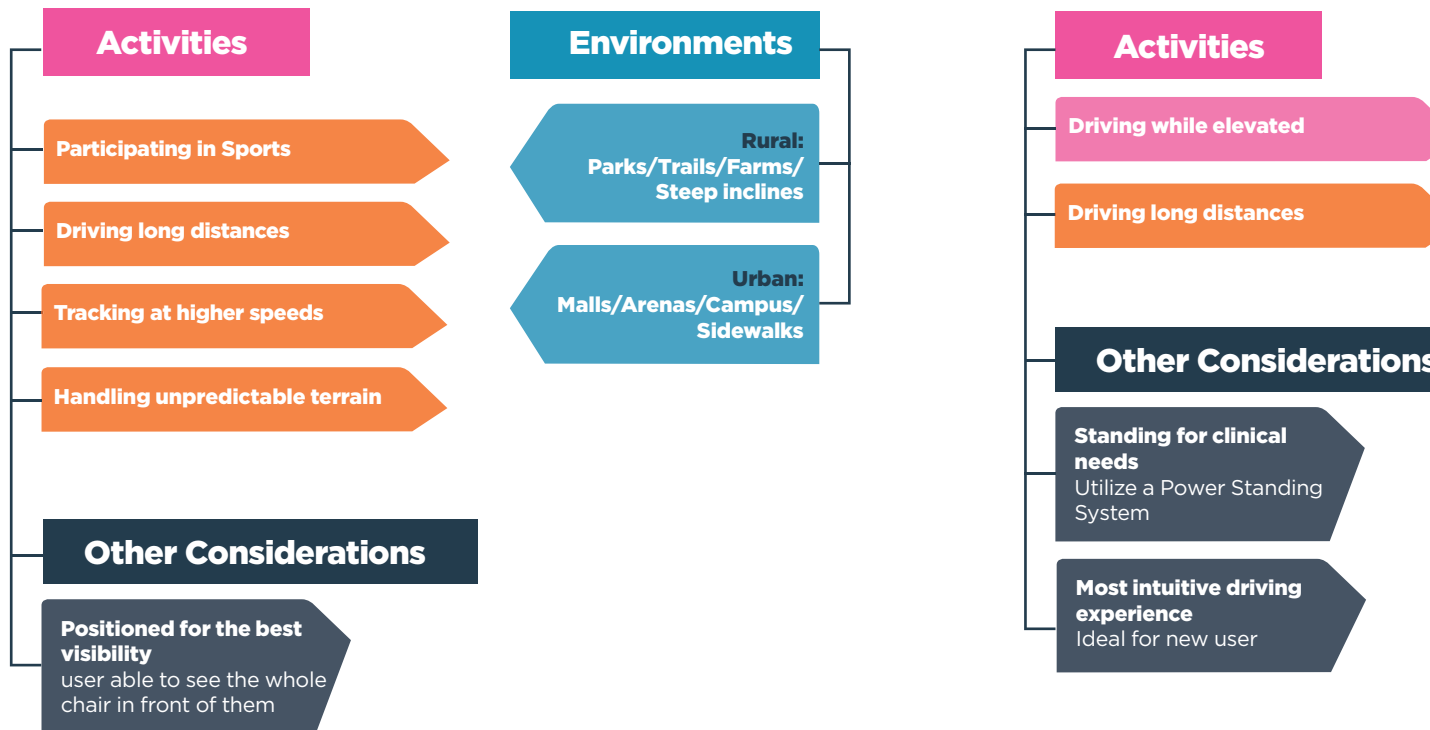 Activities
Participating in Sports
Driving long distances
Tracking at higher speeds
Handling unpredictable terrain
Other Considerations
Positioned for the best
visibility
user able to see the whole
chair in front of them
Environments
Rural:
Parks/Trails/Farms/
Steep inclines
Urban:
Malls/Arenas/Campus/
Sidewalks
Activities
Driving while elevated
Driving long distances
Other Considerations
Standing for clinical
needs
Utilize a Power Standing
System
Most intuitive driving
experience
Ideal for new user